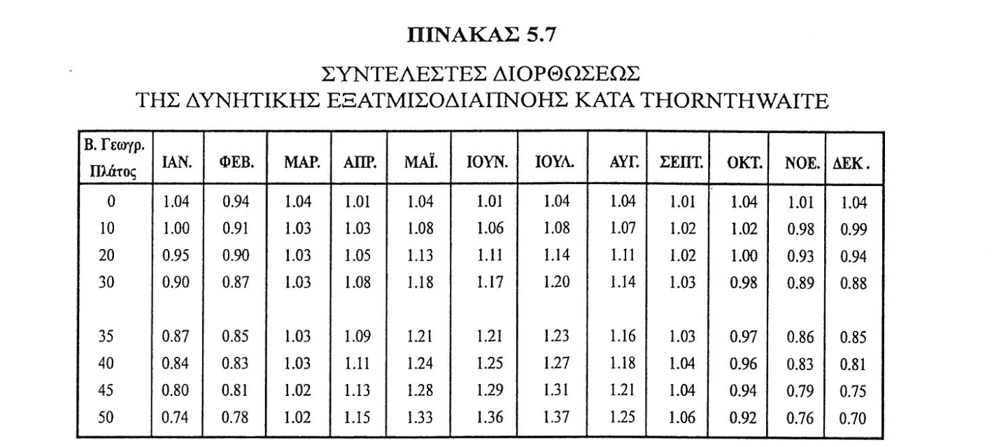 ΠΙΝΑΚΑΣ 5.7
ΣΥΝΤΕΛΕΣΤΕΣ ΔΙΟΡΘΩΣΕΩΣ
ΤΗΣ ΔΥΝΗΤΙΚΗΣ ΕΞΑΤΜΙΣΟΔΙΑΠΝΟΗΣ ΚΑΤΑ THORNTHWAITE
Β. Γεωγρ. Πλάτος ΙΑΝ. ΦΕΒ. ΜΑΡ. ΑΠΡ. ΜΑΪ. ΙΟΥΝ. ΙΟΥΛ. ΑΥΓ. ΣΕΠΤ. ΟΚΤ. ΝΟΕ. ΔΕΚ.
0 1.04 0.94 1.04 1.01 1.04 1.01 1.04 1.04 1.01 1.04 1.01 1.04
10 1.00 0.91 1.03 1.03 1.08 1.06 1.08 1.07 1.02 1.02 0.98 0.99
20 0.95 0.90 1.03 1.05 1.13 1.11 1.14 1.11 1.02 1.00 0.93 0.94
30 0.90 0.87 1.03 1.08 1.18 1.17 1.20 1.14 1.03 0.98 0.89 0.88
35 0.87 0.85 1.03 1.09 1.21 1.21 1.23 1.16 1.03 0.97 0.86 0.85
40 0.84 0.83 1.03 1.11 1.24 1.25 1.27 1.18 1.04 0.96 0.83 0.81
45 0.80 0.81 1.02 1.13 1.28 1.29 1.31 1.21 1.04 0.94 0.79 0.75
50 0.74 0.78 1.02 1.15 1.33 1.36 1.37 1.25 1.06 0.92 0.76 0.70